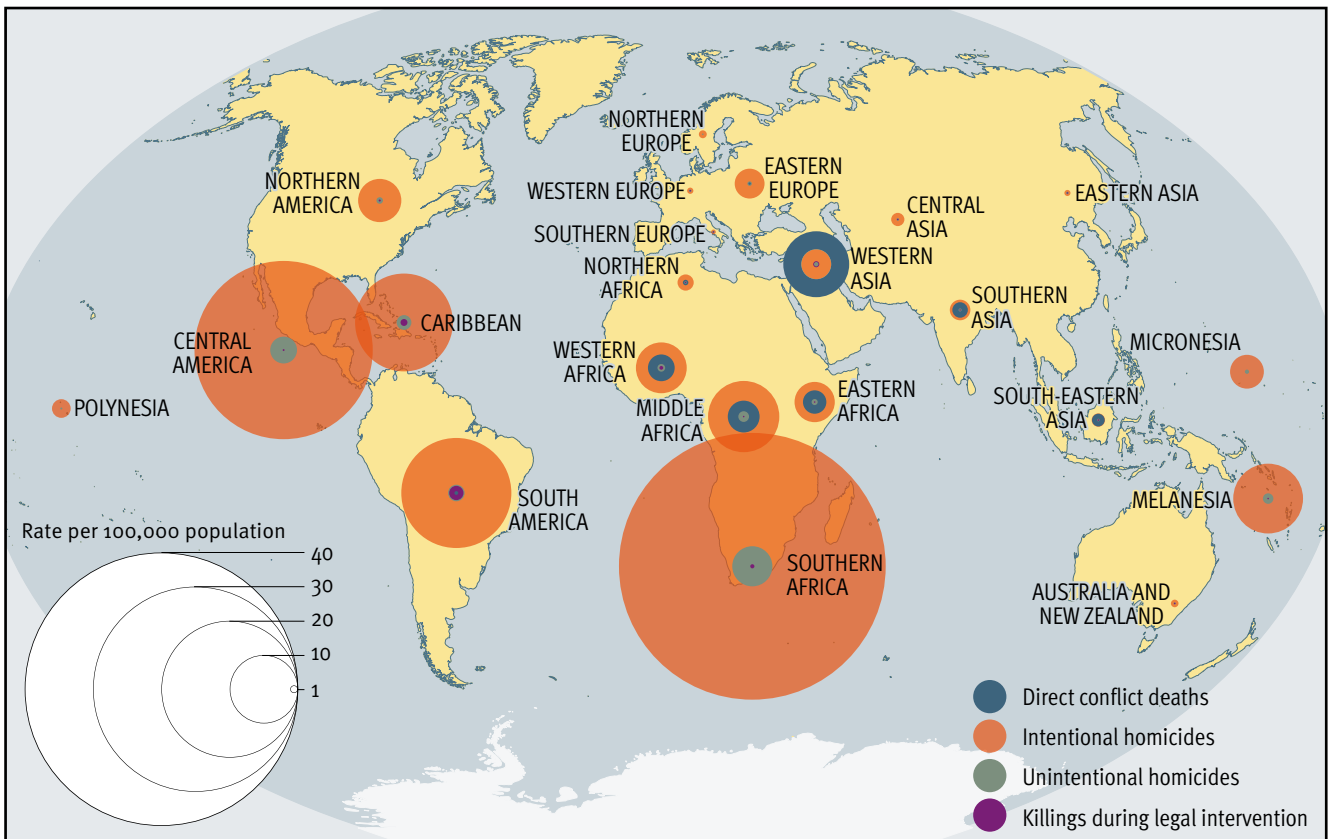 NORTHERN
EUROPE
NORTHERN
AMERICA
WESTERN EUROPE
EASTERN
EUROPE
EASTERN ASIA
CENTRAL
ASIA
SOUTHERN EUROPE
WESTERN
ASIA
NORTHERN
AFRICA
SOUTHERN
ASIA
CARIBBEAN
CENTRAL
AMERICA
MICRONESIA
WESTERN
AFRICA
EASTERN
AFRICA
POLYNESIA
MIDDLE
AFRICA
SOUTH-EASTERN
ASIA
SOUTH
AMERICA
MELANESIA
SOUTHERN
AFRICA
AUSTRALIA AND
NEW ZEALAND
Rate per 100,000 population
40
30
20
10
1
Direct conflict deaths
Intentional homicides
Unintentional homicides
Killings during legal intervention